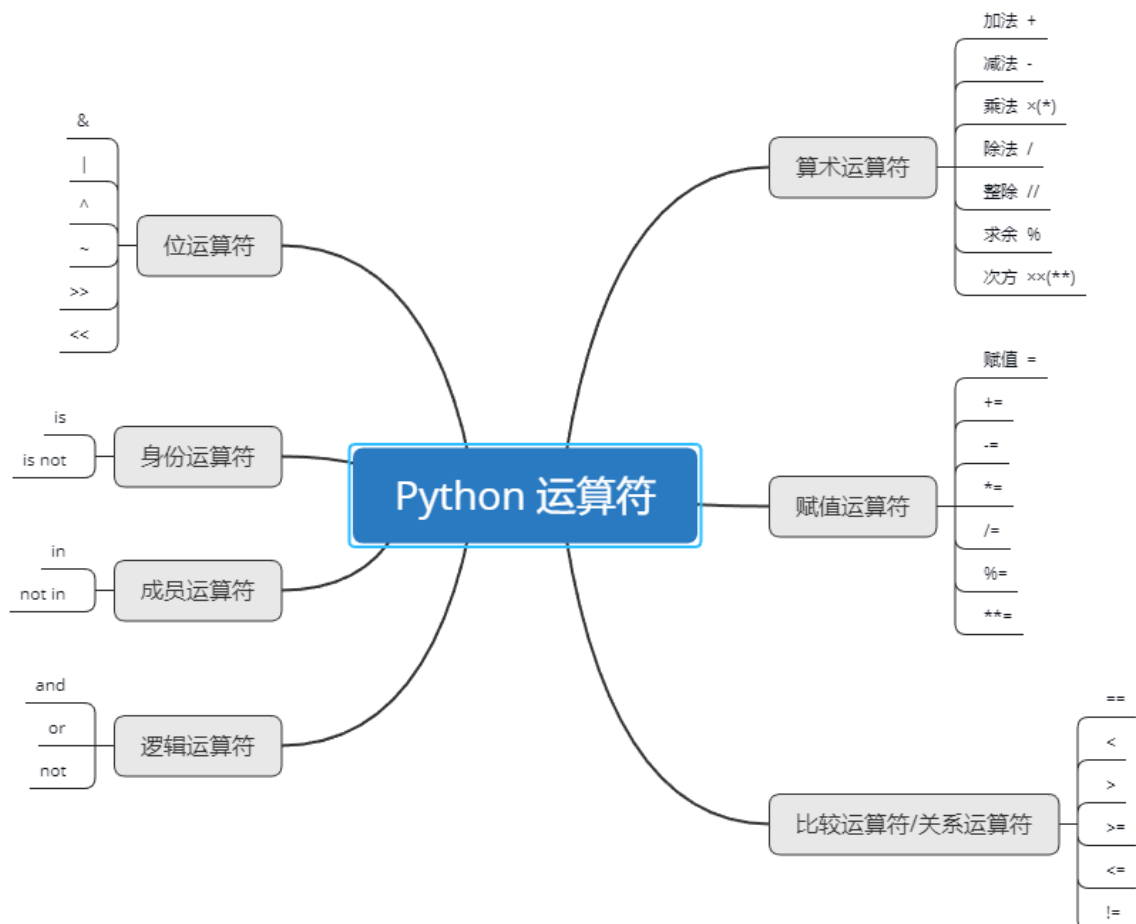 Python 运算符
算术运算符
加法 +
减法 -
乘法 ×(*)
除法 /
整除 //
求余 %
次方 ××(**)
赋值运算符
赋值 =
+=
-=
*=
/=
%=
**=
比较运算符/关系运算符
==
<
>
>=
<=
!=
位运算符
&
|
^
~
>>
<<
身份运算符
is
is not
成员运算符
in
not in
逻辑运算符
and
or
not